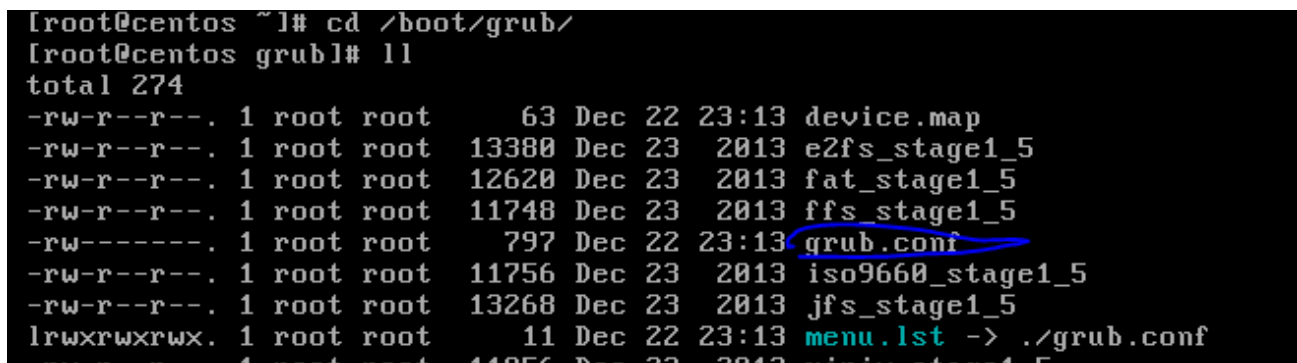 [root@centos ~]# cd /boot/grub/
[root@centos grub]# ll
total 274
-rw-r--r--. 1 root root    63 Dec 22 23:13 device.map
-rw-r--r--. 1 root root 13380 Dec 23  2013 e2fs_stage1_5
-rw-r--r--. 1 root root 12620 Dec 23  2013 fat_stage1_5
-rw-r--r--. 1 root root 11748 Dec 23  2013 ffs_stage1_5
-rw-------. 1 root root   797 Dec 22 23:13 grub.conf
-rw-r--r--. 1 root root 11756 Dec 23  2013 iso9660_stage1_5
-rw-r--r--. 1 root root 13268 Dec 23  2013 jfs_stage1_5
lrwxrwxrwx. 1 root root    11 Dec 22 23:13 menu.lst -> ./grub.conf